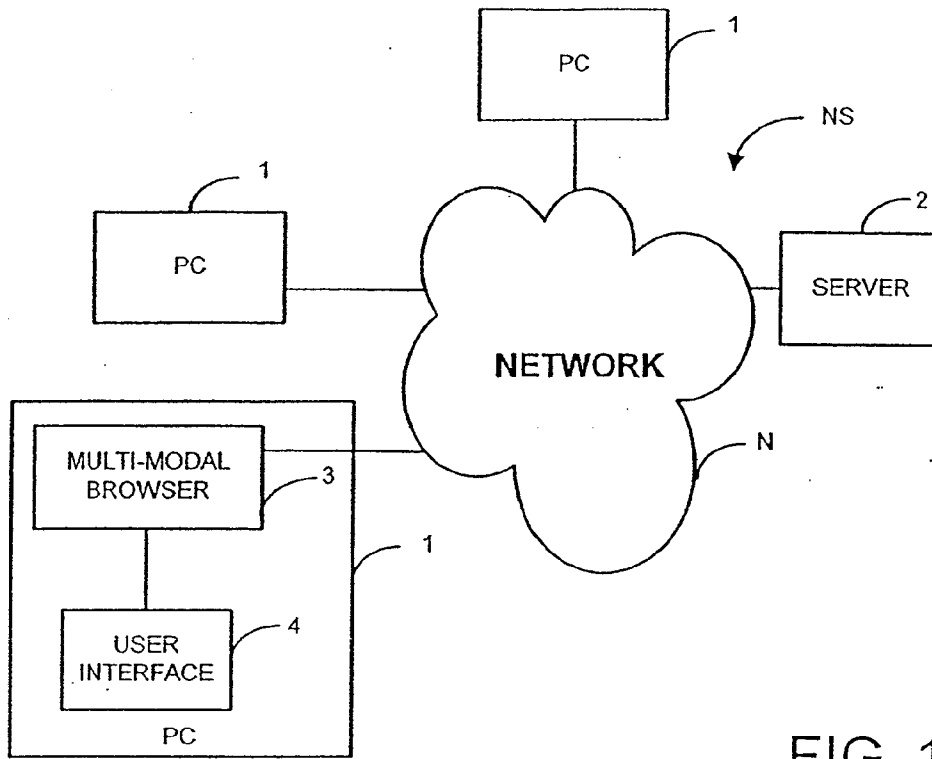 1
PC
NS
1
PC
2
SERVER
NETWORK
MULTI-MODAL
BROWSER
3
N
1
USER
INTERFACE
4
PC
FIG. 1